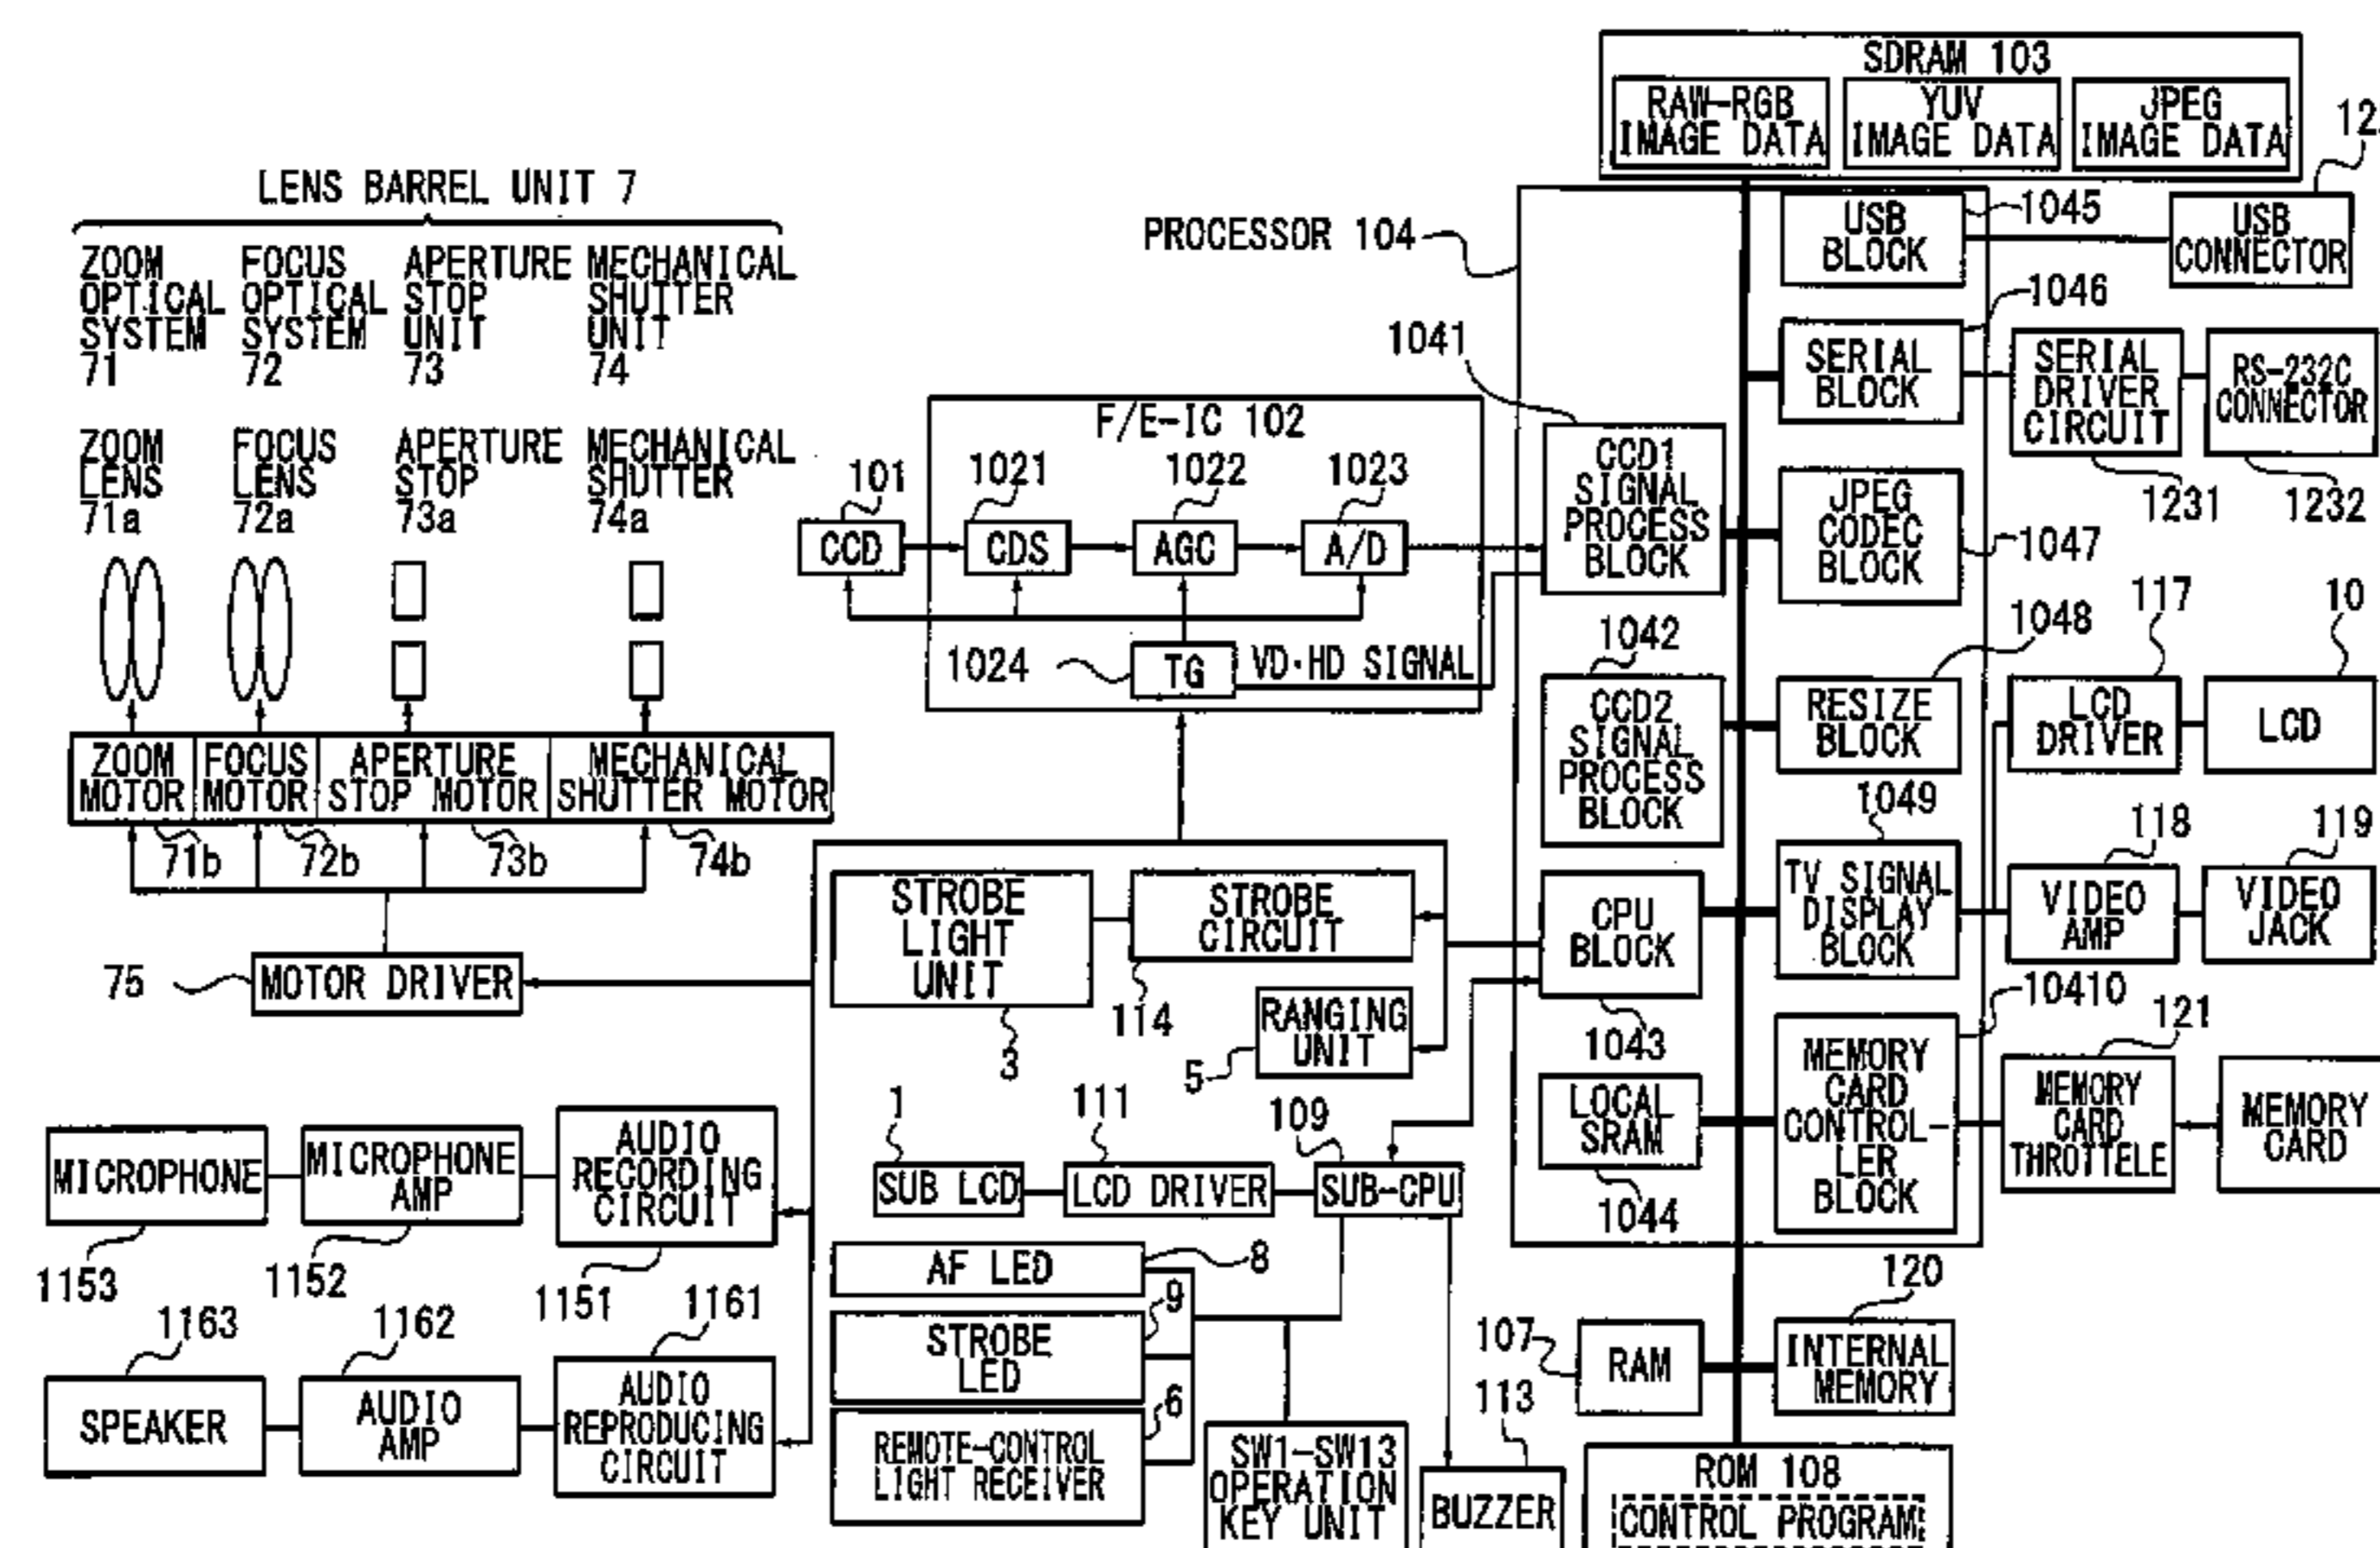 SDRAM 103
RAW-RGB
IMAGE DATA
YUV
IMAGE DATA
JPEG
IMAGE DATA
LENS BARREL UNIT 7
ZOOM
OPTICAL
SYSTEM
71
FOCUS
OPTICAL
SYSTEM
72
APERTURE
STOP
UNIT
73
MECHANICAL
SHUTTER
UNIT
74
ZOOM
LENS
71a
FOCUS
LENS
72a
APERTURE
STOP
73a
MECHANICAL
SHUTTER
74a
ZOOM
MOTOR
FOCUS
MOTOR
APERTURE
STOP MOTOR
MECHANICAL
SHUTTER MOTOR
71b
72b
73b
74b
75
MOTOR DRIVER
F/E-IC 102
101
1021
1022
1023
CCD
CDS
AGC
A/D
1024
TG
VD·HD SIGNAL
PROCESSOR 104
1041
CCD1
SIGNAL
PROCESS
BLOCK
1042
CCD2
SIGNAL
PROCESS
BLOCK
CPU
BLOCK
1043
LOCAL
SRAM
1044
USB
BLOCK
1045
USB
CONNECTOR
SERIAL
BLOCK
1046
SERIAL
DRIVER
CIRCUIT
1231
RS-232C
CONNECTOR
1232
JPEG
CODEC
BLOCK
1047
RESIZE
BLOCK
1048
117
LCD
DRIVER
10
LCD
1049
TV SIGNAL
DISPLAY
BLOCK
118
VIDEO
AMP
119
VIDEO
JACK
10410
MEMORY
CARD
CONTROL-
LER
BLOCK
121
MEMORY
CARD
THROTTELE
MEMORY
CARD
STROBE
LIGHT
UNIT
3
STROBE
CIRCUIT
114
RANGING
UNIT
5
1
SUB LCD
111
LCD DRIVER
109
SUB-CPU
MICROPHONE
1153
MICROPHONE
AMP
1152
AUDIO
RECORDING
CIRCUIT
1151
1163
SPEAKER
1162
AUDIO
AMP
1161
AUDIO
REPRODUCING
CIRCUIT
AF LED
8
STROBE
LED
9
REMOTE-CONTROL
LIGHT RECEIVER
6
SW1-SW13
OPERATION
KEY UNIT
113
BUZZER
107
RAM
120
INTERNAL
MEMORY
ROM 108
CONTROL PROGRAM